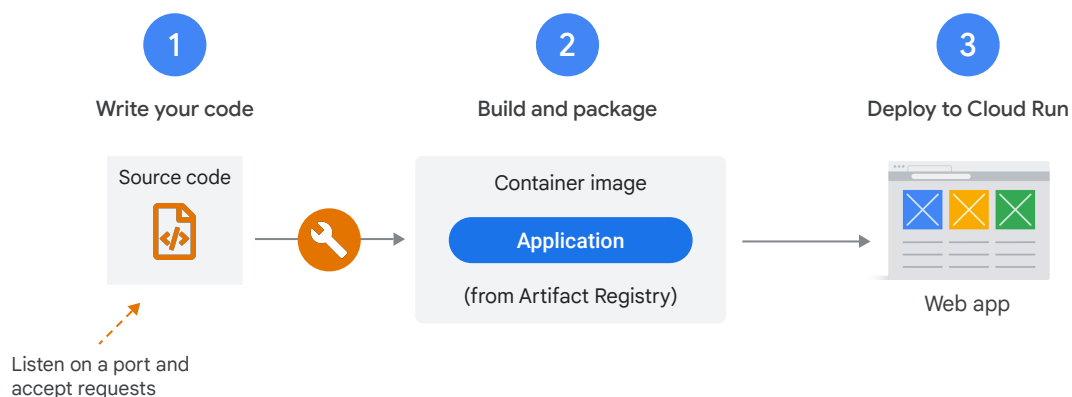 1
2
3
Write your code
Build and package
Deploy to Cloud Run
Source code
</>
Container image
Application
(from Artifact Registry)
Web app
Listen on a port and
accept requests